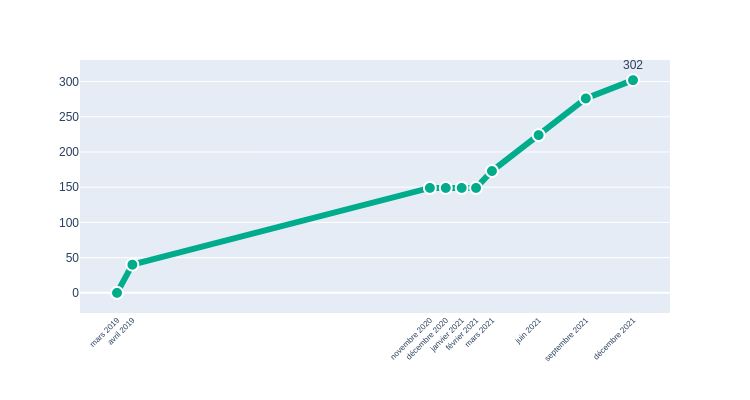 302
300
250
200
150
100
50
0
mars 2019
avril 2019
novembre 2020
décembre 2020
janvier 2021
février 2021
mars 2021
juin 2021
septembre 2021
décembre 2021